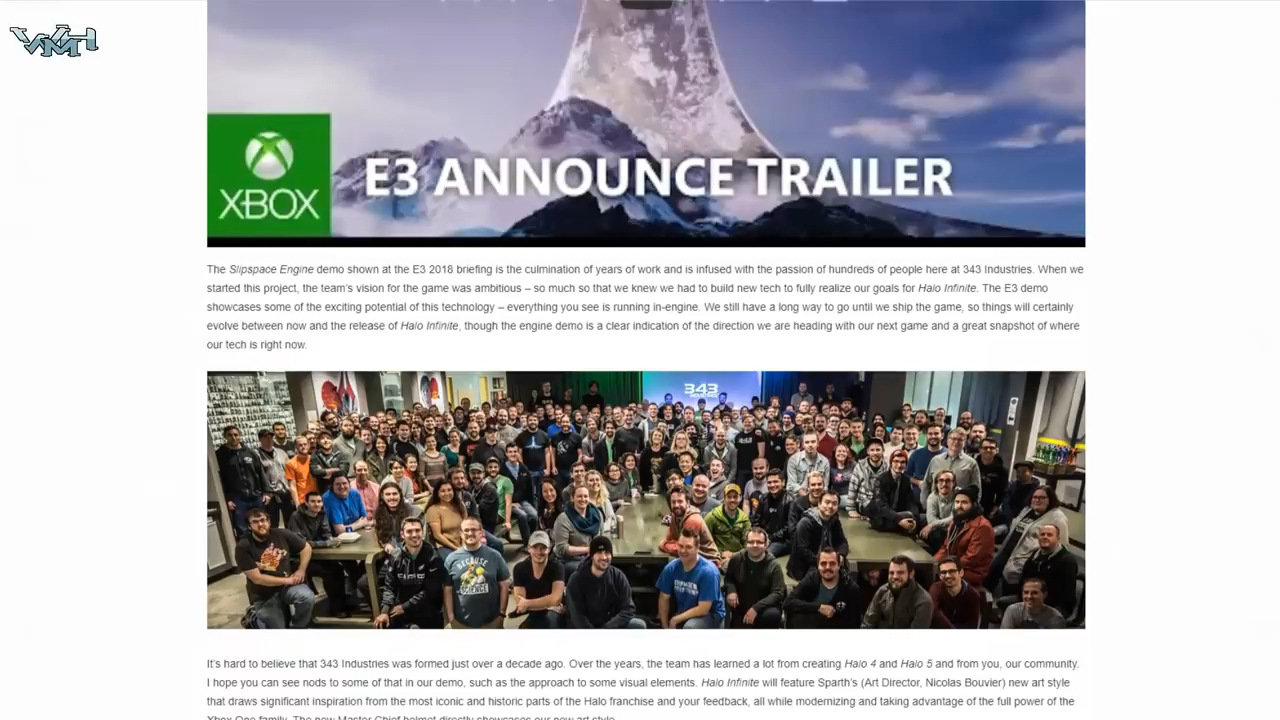 VMH
XBOX
E3 ANNOUNCE TRAILER
The Slipspace Engine demo shown at the E3 2018 briefing is the culmination of years of work and is infused with the passion of hundreds of people here at 343 Industries. When we
started this project, the team's vision for the game was ambitious – so much so that we knew we had to build new tech to fully realize our goals for Halo Infinite. The E3 demo
showcases some of the exciting potential of this technology – everything you see is running in-engine. We still have a long way to go until we ship the game, so things will certainly
evolve between now and the release of Halo Infinite, though the engine demo is a clear indication of the direction we are heading with our next game and a great snapshot of where
our tech is right now.
343
INDUSTRIES
BECAUSE
SCIENCE
It's hard to believe that 343 Industries was formed just over a decade ago. Over the years, the team has learned a lot from creating Halo 4 and Halo 5 and from you, our community.
I hope you can see nods to some of that in our demo, such as the approach to some visual elements. Halo Infinite will feature Sparth's (Art Director, Nicolas Bouvier) new art style
that draws significant inspiration from the most iconic and historic parts of the Halo franchise and your feedback, all while modernizing and taking advantage of the full power of the
Xbox One family. The new Master Chief helmet directly showcases our new art style.